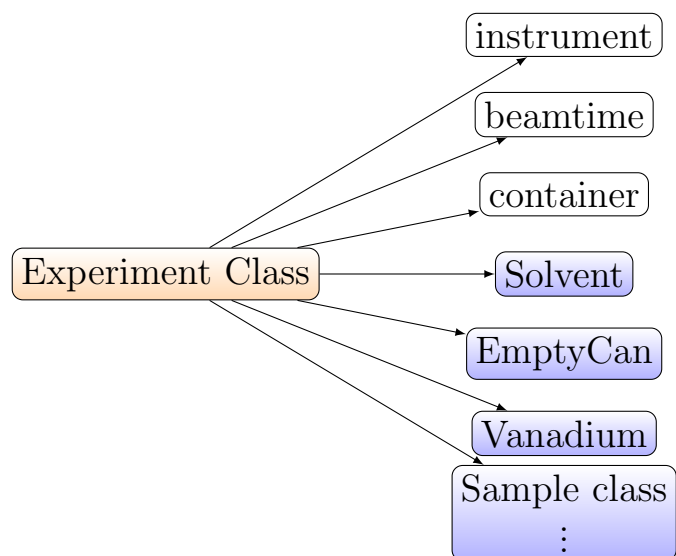 instrument
beamtime
container
Experiment Class
Solvent
EmptyCan
Vanadium
Sample class
⋮